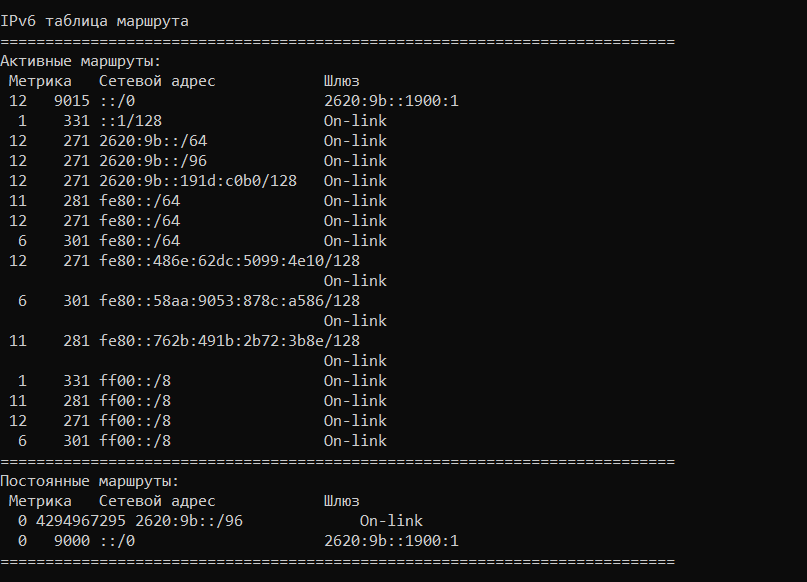 IPv6 таблица маршрута
===========================================================================
Активные маршруты:
 Метрика   Сетевой адрес            Шлюз
 12   9015 ::/0                     2620:9b::1900:1
  1    331 ::1/128                  On-link
 12    271 2620:9b::/64             On-link
 12    271 2620:9b::/96             On-link
 12    271 2620:9b::191d:c0b0/128   On-link
 11    281 fe80::/64                On-link
 12    271 fe80::/64                On-link
  6    301 fe80::/64                On-link
 12    271 fe80::486e:62dc:5099:4e10/128
                                    On-link
  6    301 fe80::58aa:9053:878c:a586/128
                                    On-link
 11    281 fe80::762b:491b:2b72:3b8e/128
                                    On-link
  1    331 ff00::/8                 On-link
 11    281 ff00::/8                 On-link
 12    271 ff00::/8                 On-link
  6    301 ff00::/8                 On-link
===========================================================================
Постоянные маршруты:
 Метрика   Сетевой адрес            Шлюз
  0 4294967295 2620:9b::/96             On-link
  0   9000 ::/0                     2620:9b::1900:1
===========================================================================